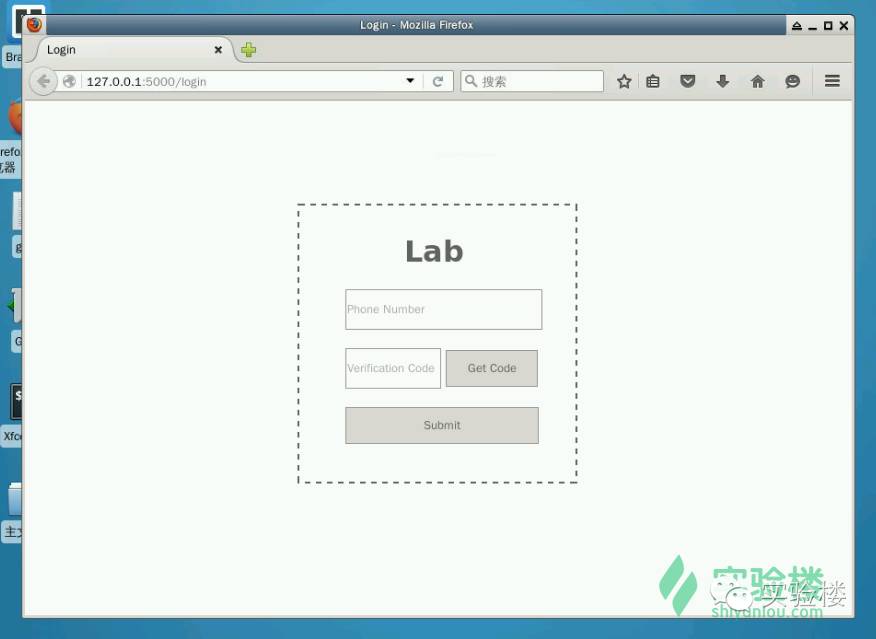 Login - Mozilla Firefox
Login
127.0.0.1:5000/login
搜索
Bra
refo
览器
g
G
$
Xfce
主文
Lab
Phone Number
Verification Code
Get Code
Submit
实验楼
实验楼
shiyanlou.com